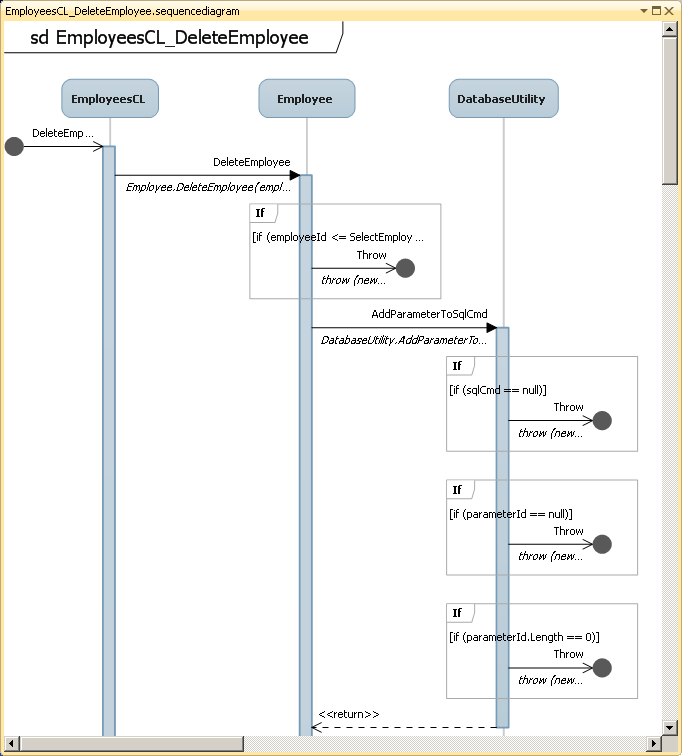 EmployeesCL_DeleteEmployee.sequencediagram
sd EmployeesCL_DeleteEmployee
EmployeesCL
Employee
DatabaseUtility
DeleteEmp ...
DeleteEmployee
Employee.DeleteEmployee(empl...
If
[if (employeeId <= SelectEmploy ...
Throw
throw (new...
AddParameterToSqlCmd
DatabaseUtility.AddParameterTo...
If
[if (sqlCmd == null)]
Throw
throw (new...
If
[if (parameterId == null)]
Throw
throw (new...
If
[if (parameterId.Length == 0)]
Throw
throw (new...
<<return>>